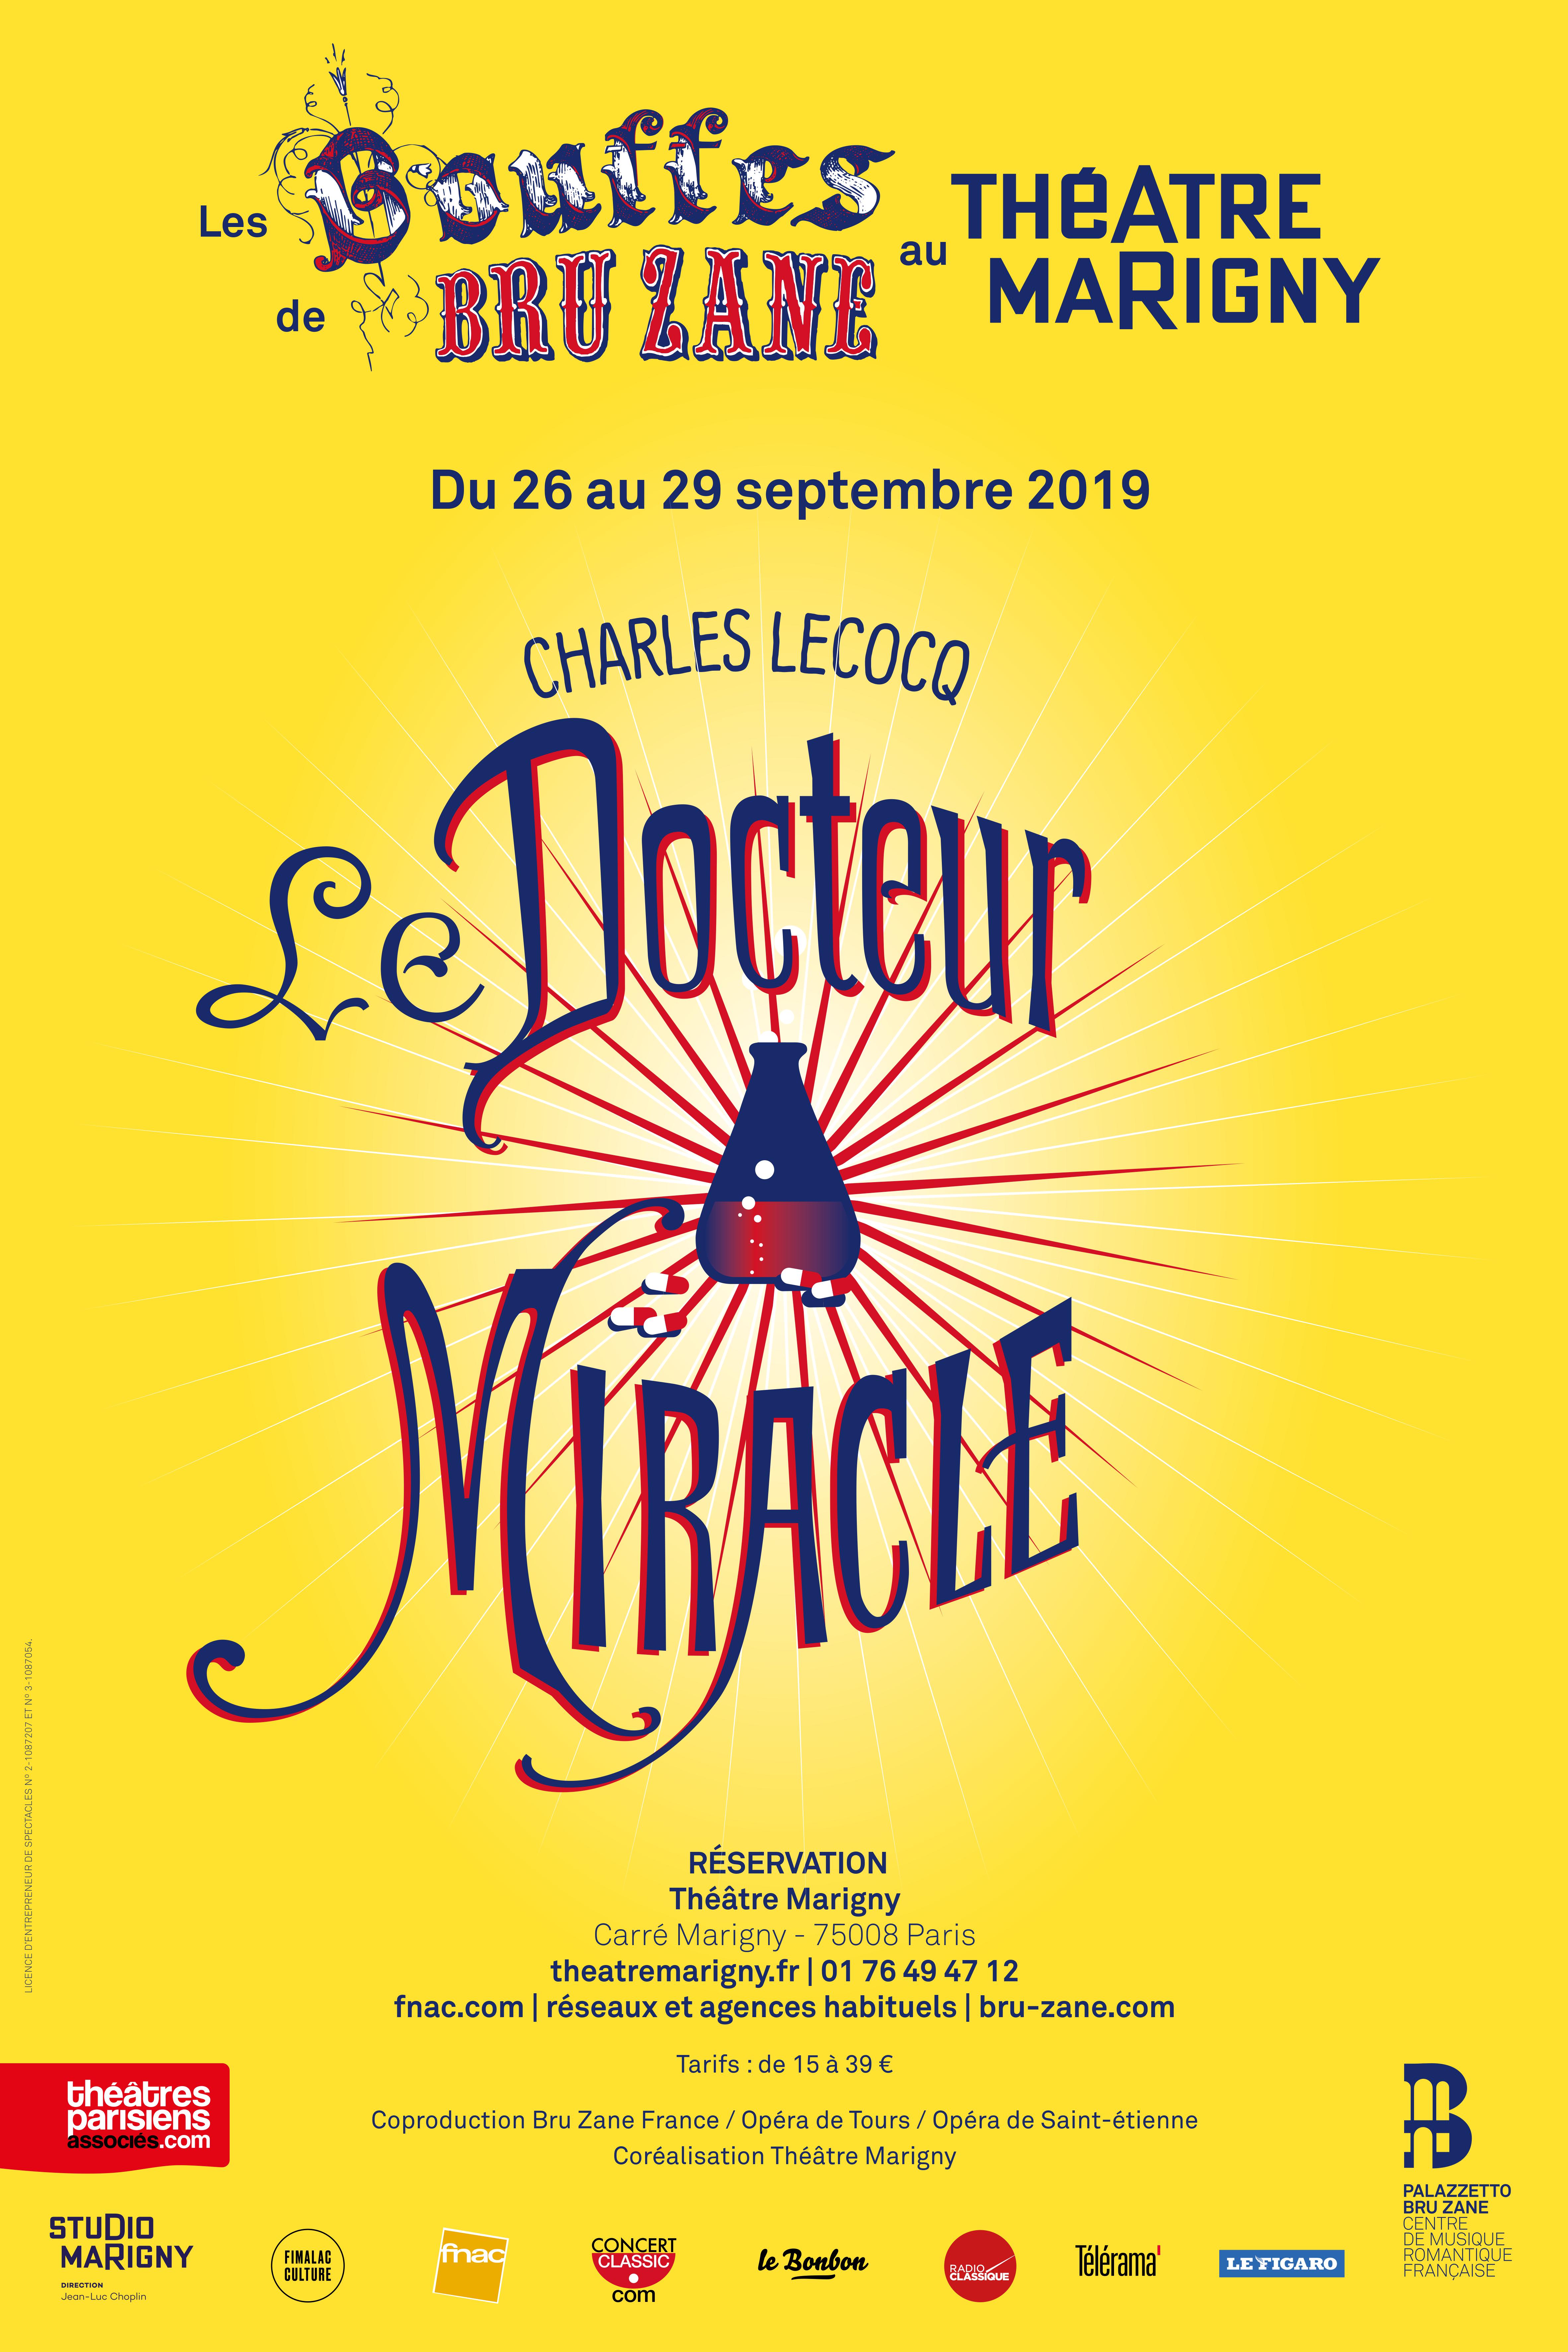 Les Bouffes
de BRU ZANE
au THéATRE
MARIGNY
Du 26 au 29 septembre 2019
CHARLES LECOCQ
Le Docteur
MIRACLE
RÉSERVATION
Théâtre Marigny
Carré Marigny - 75008 Paris
theatremarigny.fr | 01 76 49 47 12
fnac.com | réseaux et agences habituels | bru-zane.com
Tarifs : de 15 à 39 €
Coproduction Bru Zane France / Opéra de Tours / Opéra de Saint-étienne
Coréalisation Théâtre Marigny
LICENCE D'ENTREPRENEUR DE SPECTACLES Nº 2-1087207 ET Nº 3-1087054.
théâtres
parisiens
associés.com
STUDIO
MARIGNY
DIRECTION
Jean-Luc Choplin
FIMALAC
CULTURE
fnac
CONCERT
CLASSIC
com
le Bonbon
RADIO
CLASSIQUE
Télérama'
LE FIGARO
PALAZZETTO
BRU ZANE
CENTRE
DE MUSIQUE
ROMANTIQUE
FRANÇAISE